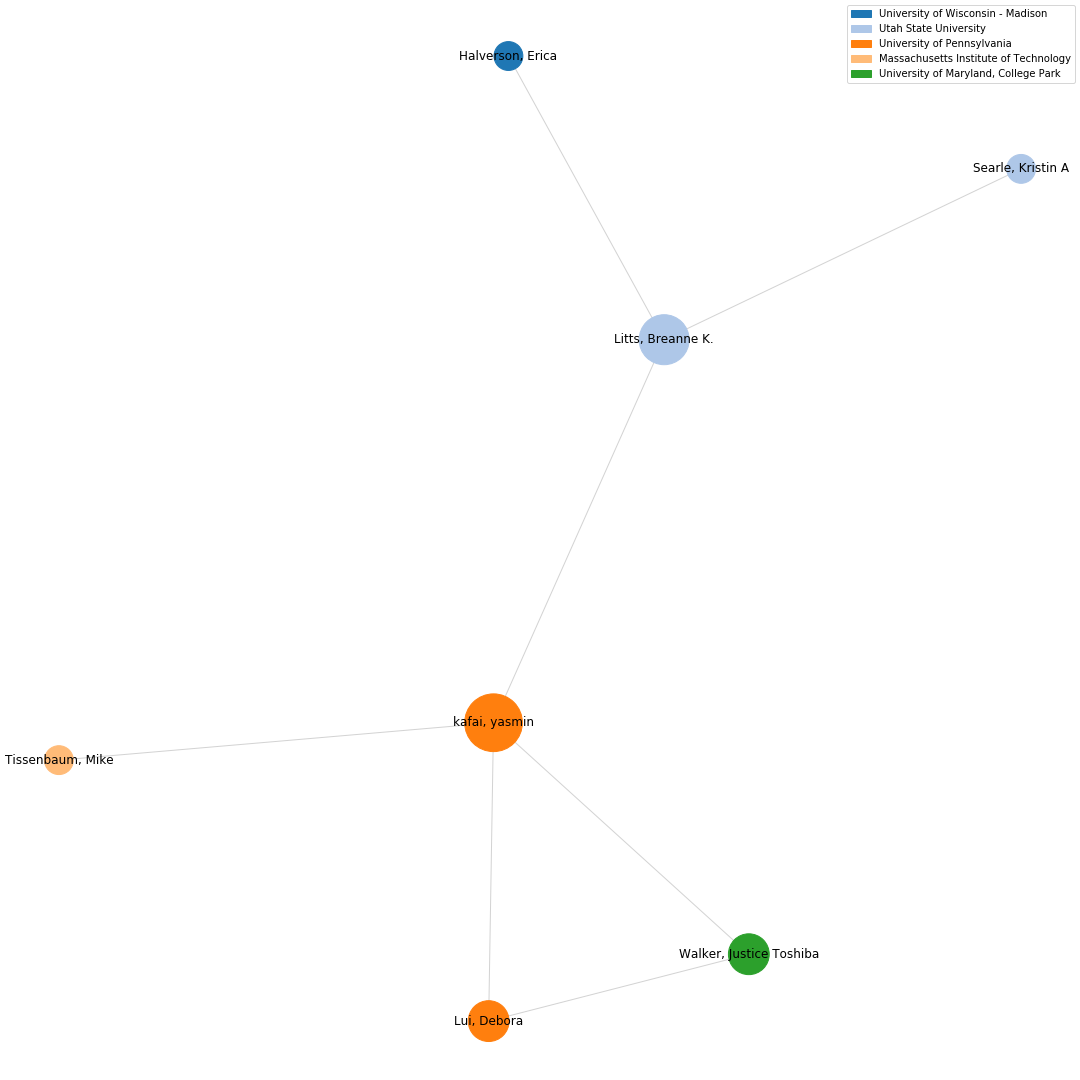 University of Wisconsin - Madison
Utah State University
University of Pennsylvania
Massachusetts Institute of Technology
University of Maryland, College Park
Halverson, Erica
Searle, Kristin A
Litts, Breanne K.
kafai, yasmin
Tissenbaum, Mike
Walker, Justice Toshiba
Lui, Debora